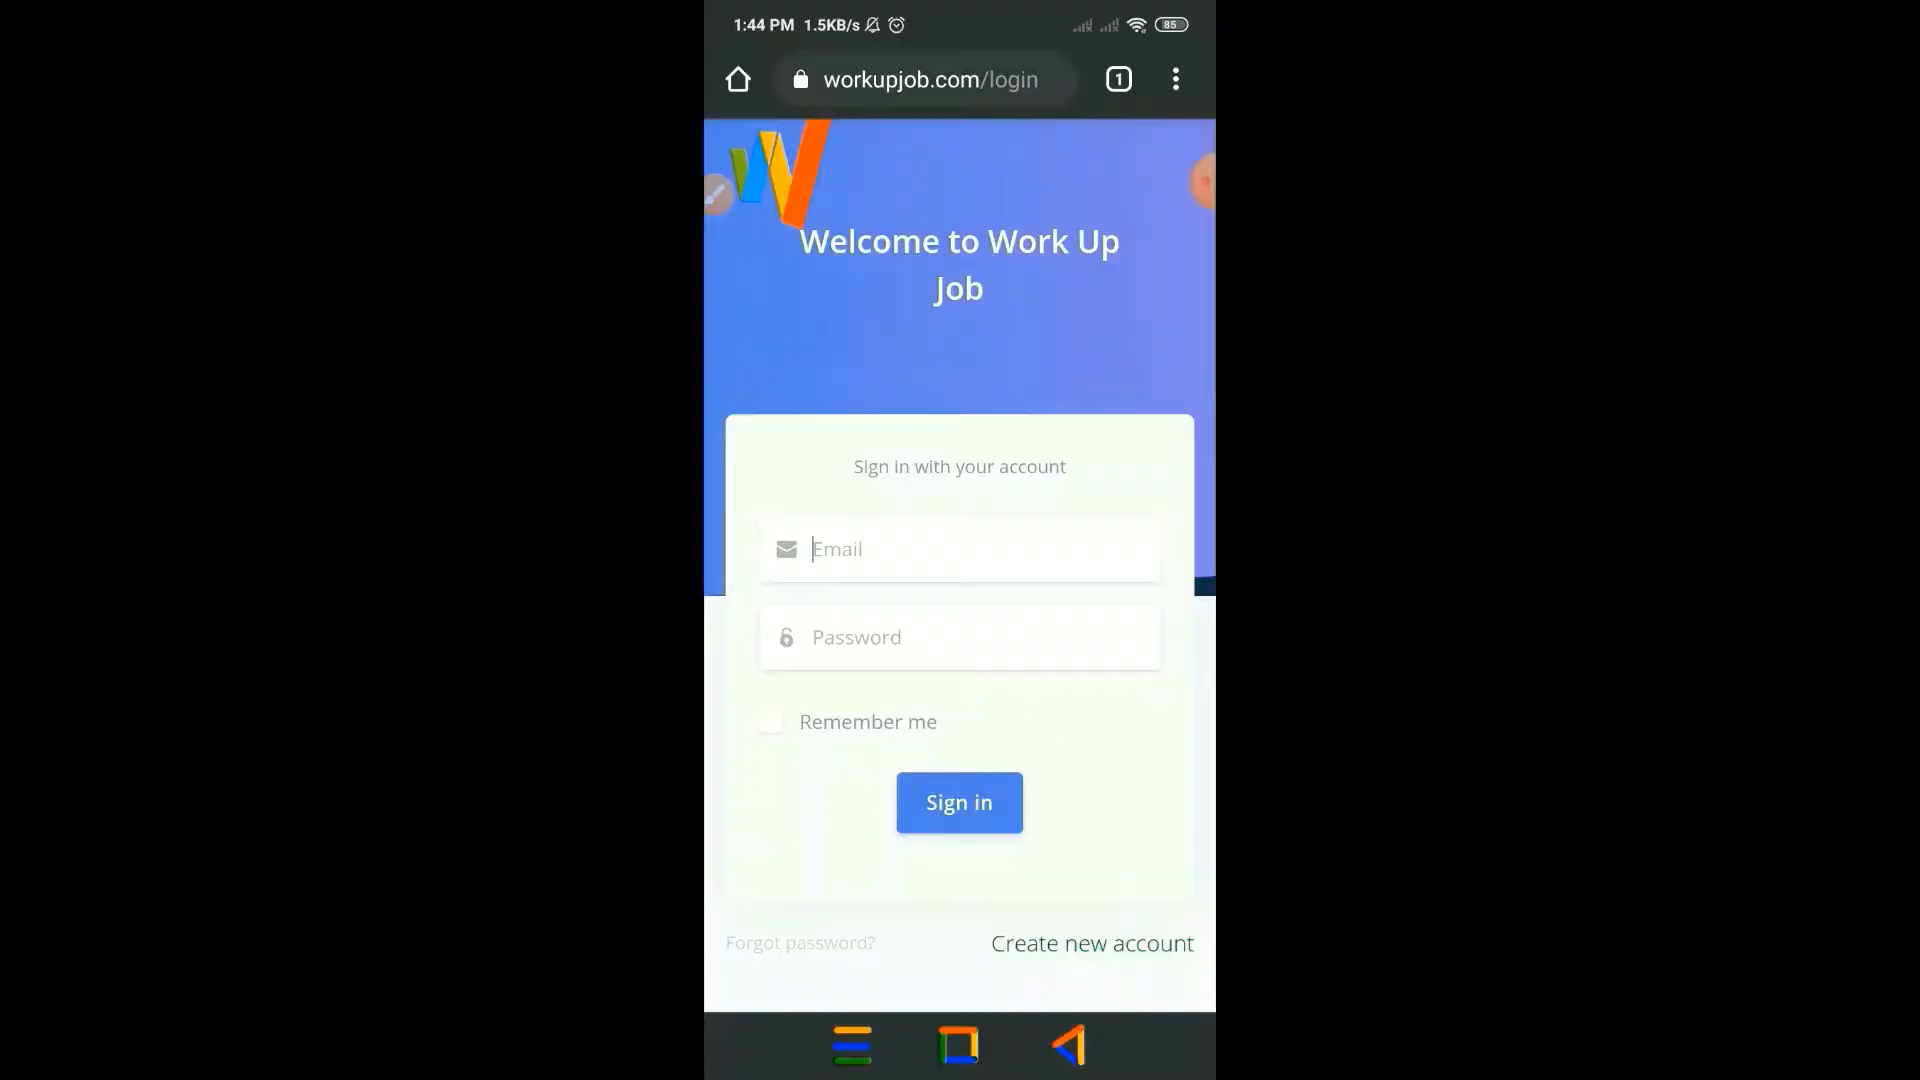 1:44 PM 1.5KB/s
85
workupjob.com/login
1
Welcome to Work Up
Job
Sign in with your account
Email
Password
Remember me
Sign in
Forgot password?
Create new account